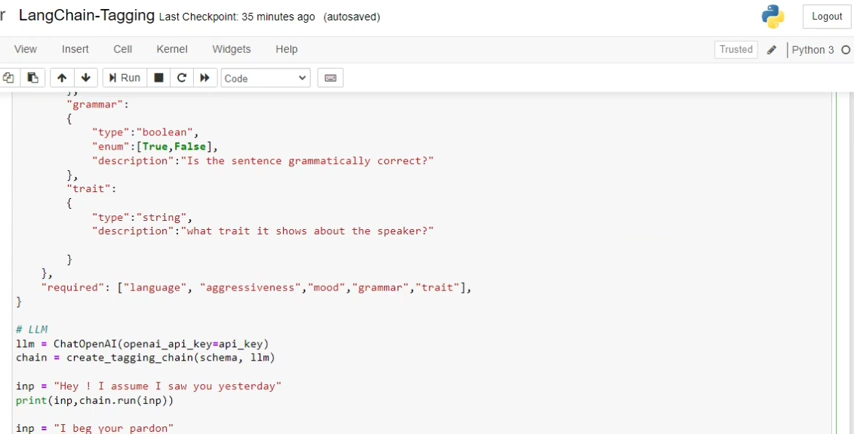 r LangChain-Tagging Last Checkpoint: 35 minutes ago (autosaved) Logout
View Insert Cell Kernel Widgets Help Trusted Python 3
Run Code
},
"grammar":
{
"type":"boolean",
"enum":[True,False],
"description":"Is the sentence grammatically correct?"
},
"trait":
{
"type":"string",
"description":"what trait it shows about the speaker?"
}
},
"required": ["language", "aggressiveness","mood","grammar","trait"],
}
# LLM
llm = ChatOpenAI(openai_api_key=api_key)
chain = create_tagging_chain(schema, llm)
inp = "Hey ! I assume I saw you yesterday"
print(inp,chain.run(inp))
inp = "I beg your pardon"